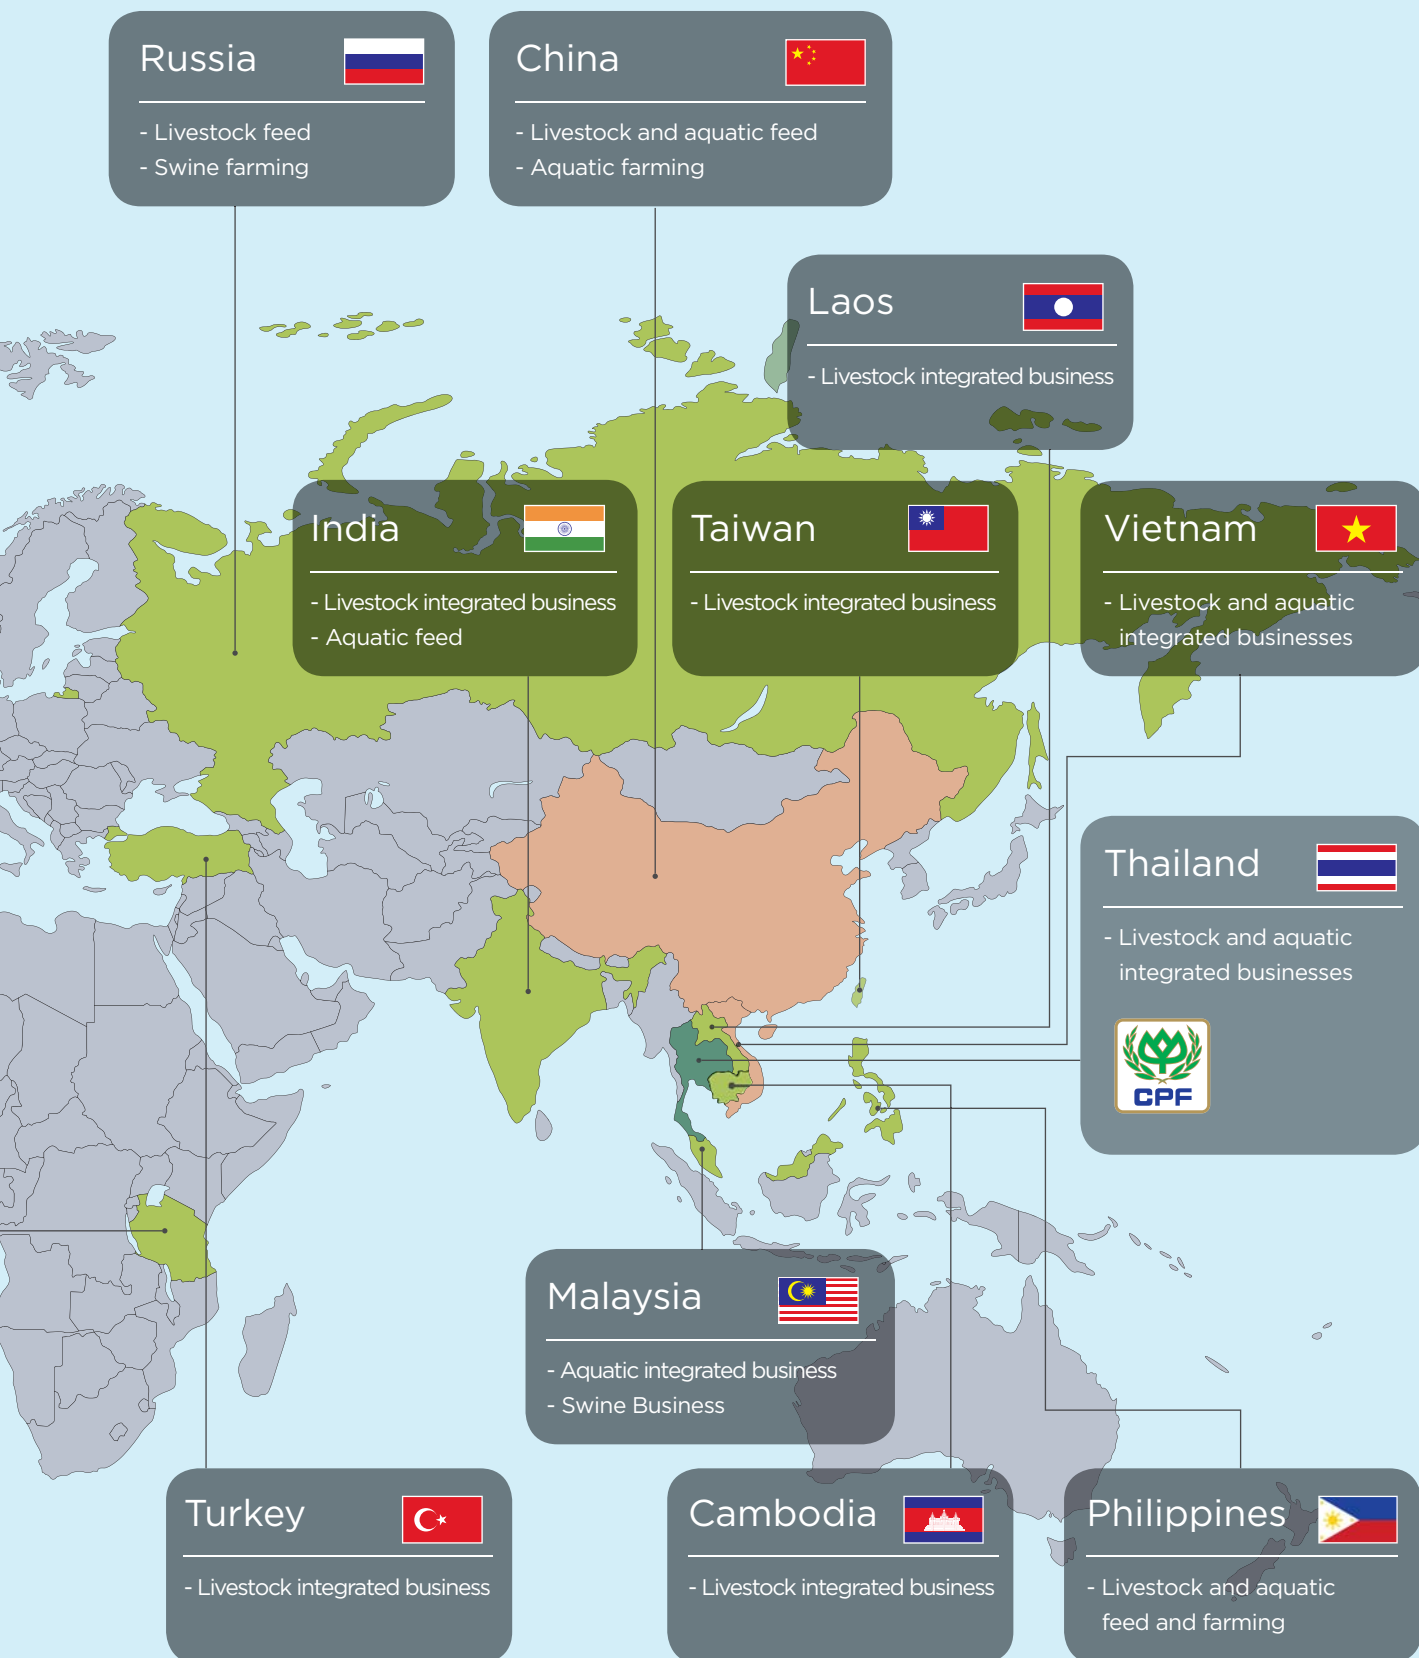 Russia
- Livestock feed
- Swine farming
China
- Livestock and aquatic feed
- Aquatic farming
Laos
- Livestock integrated business
India
- Livestock integrated business
- Aquatic feed
Taiwan
- Livestock integrated business
Vietnam
- Livestock and aquatic
integrated businesses
Thailand
- Livestock and aquatic
integrated businesses
CPF
Malaysia
- Aquatic integrated business
- Swine Business
Turkey
- Livestock integrated business
Cambodia
- Livestock integrated business
Philippines
- Livestock and aquatic
feed and farming